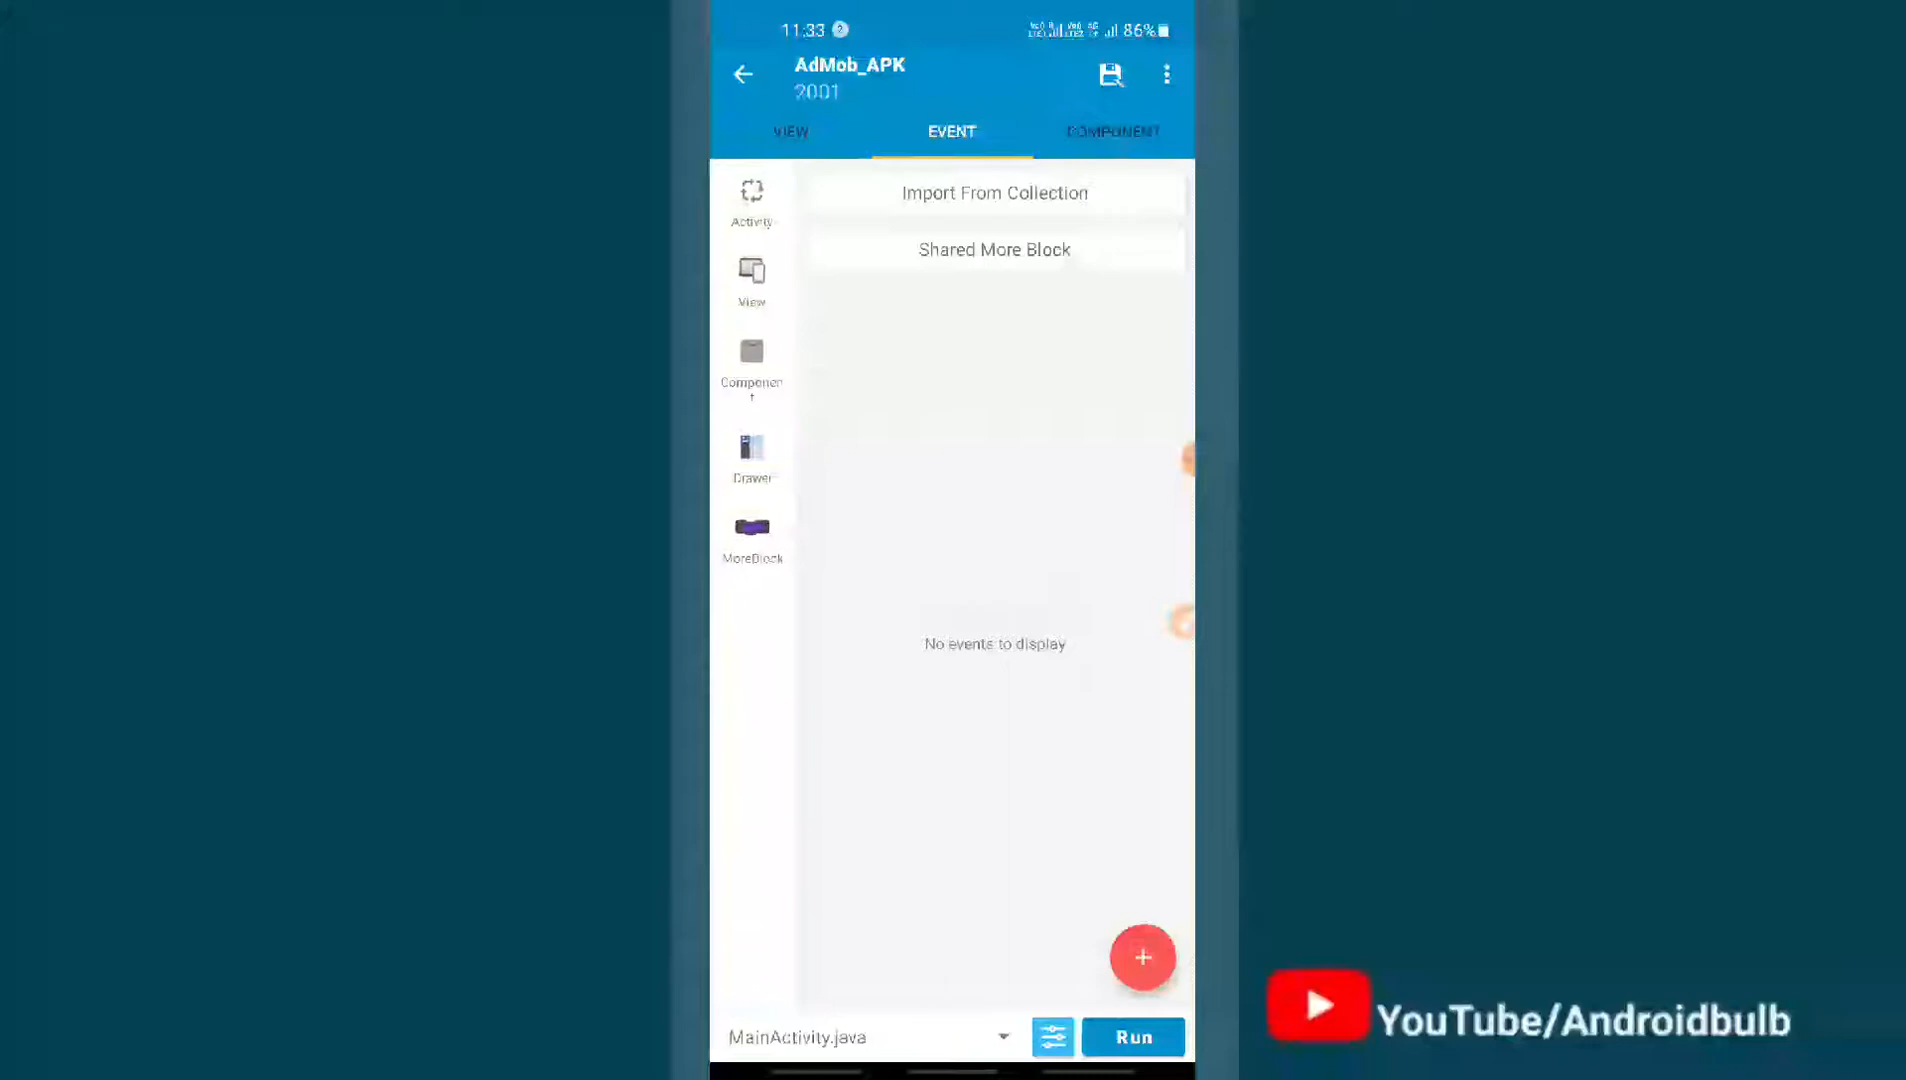 11:33
86%
AdMob_APK
2001
VIEW
EVENT
COMPONENT
Import From Collection
Shared More Block
Activity
View
Componen
t
Drawer
MoreBlock
No events to display
MainActivity.java
Run
YouTube/Androidbulb